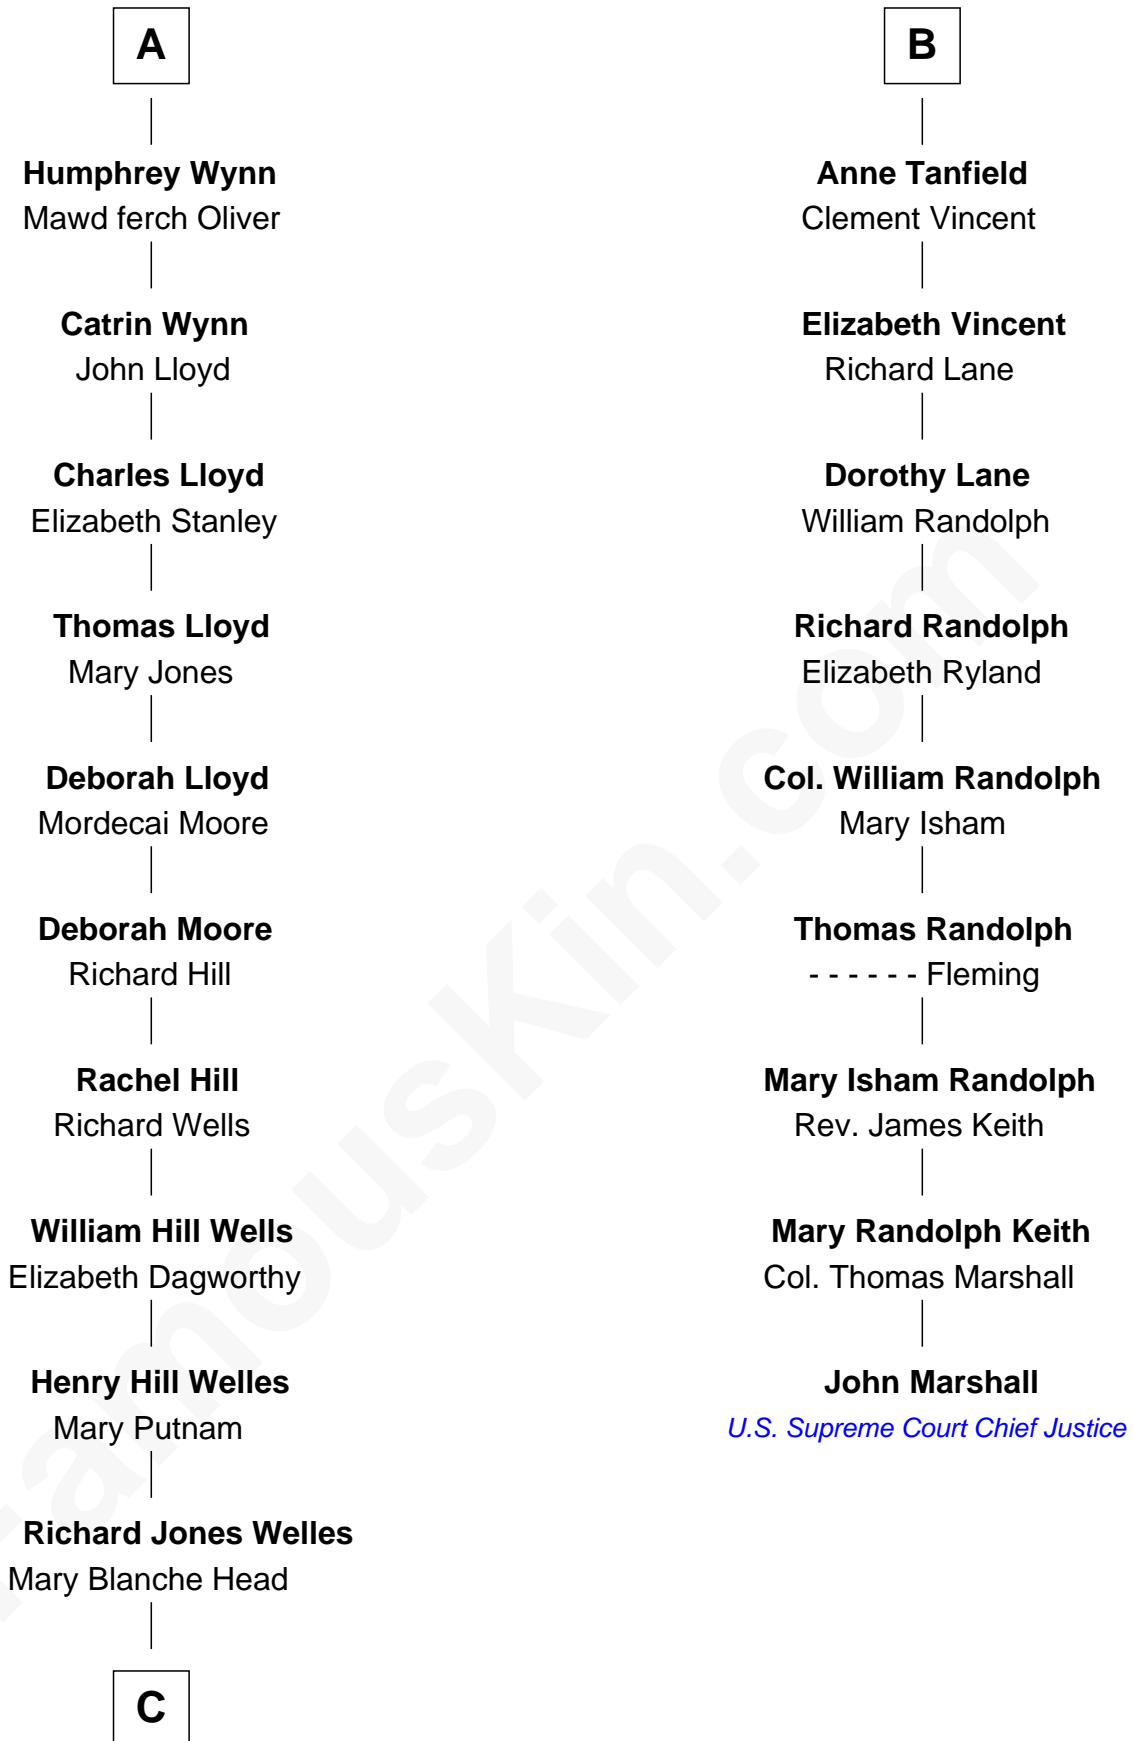 A
Humphrey Wynn
Mawd ferch Oliver
Catrin Wynn
John Lloyd
Charles Lloyd
Elizabeth Stanley
Thomas Lloyd
Mary Jones
Deborah Lloyd
Mordecai Moore
Deborah Moore
Richard Hill
Rachel Hill
Richard Wells
William Hill Wells
Elizabeth Dagworthy
Henry Hill Welles
Mary Putnam
Richard Jones Welles
Mary Blanche Head
C
B
Anne Tanfield
Clement Vincent
Elizabeth Vincent
Richard Lane
Dorothy Lane
William Randolph
Richard Randolph
Elizabeth Ryland
Col. William Randolph
Mary Isham
Thomas Randolph
- - - - - - Fleming
Mary Isham Randolph
Rev. James Keith
Mary Randolph Keith
Col. Thomas Marshall
John Marshall
U.S. Supreme Court Chief Justice
FamousKin.com